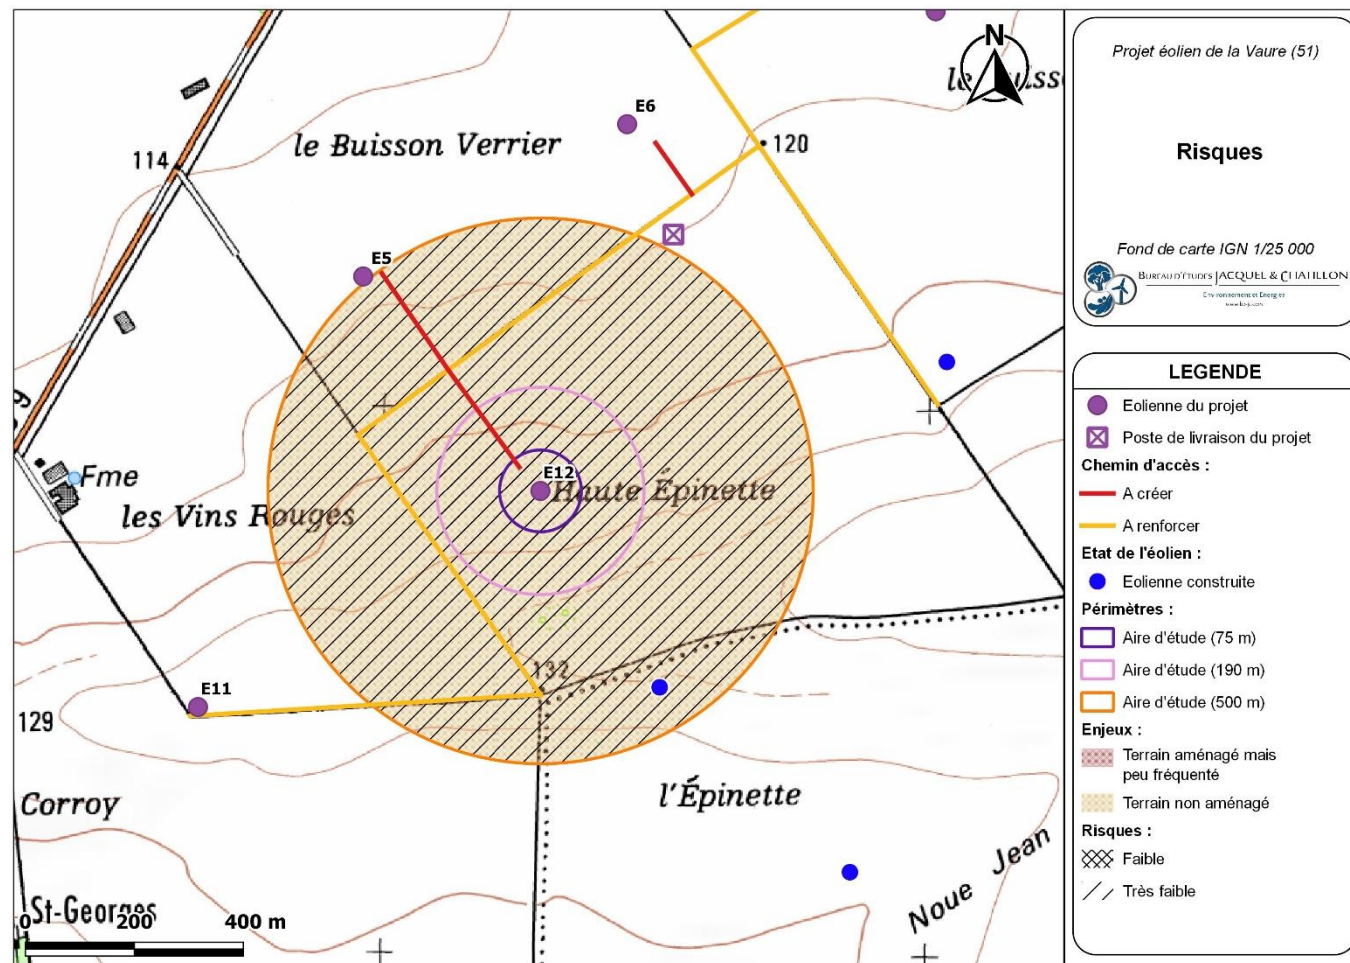 N
le Buisson Verrier
E6
120
114
E5
E12
Haute Épinette
Fme
les Vins Rouges
132
E11
129
l'Épinette
Corroy
Noue Jean
St-Georges
0 200 400 m
Projet éolien de la Vaure (51)
Risques
Fond de carte IGN 1/25 000
BUREAU D'ÉTUDES JACQUEL & CHATILLON
Environnement et Energies
LEGENDE
Eolienne du projet
Poste de livraison du projet
Chemin d'accès :
A créer
A renforcer
Etat de l'éolien :
Eolienne construite
Périmètres :
Aire d'étude (75 m)
Aire d'étude (190 m)
Aire d'étude (500 m)
Enjeux :
Terrain aménagé mais
peu fréquenté
Terrain non aménagé
Risques :
Faible
Très faible